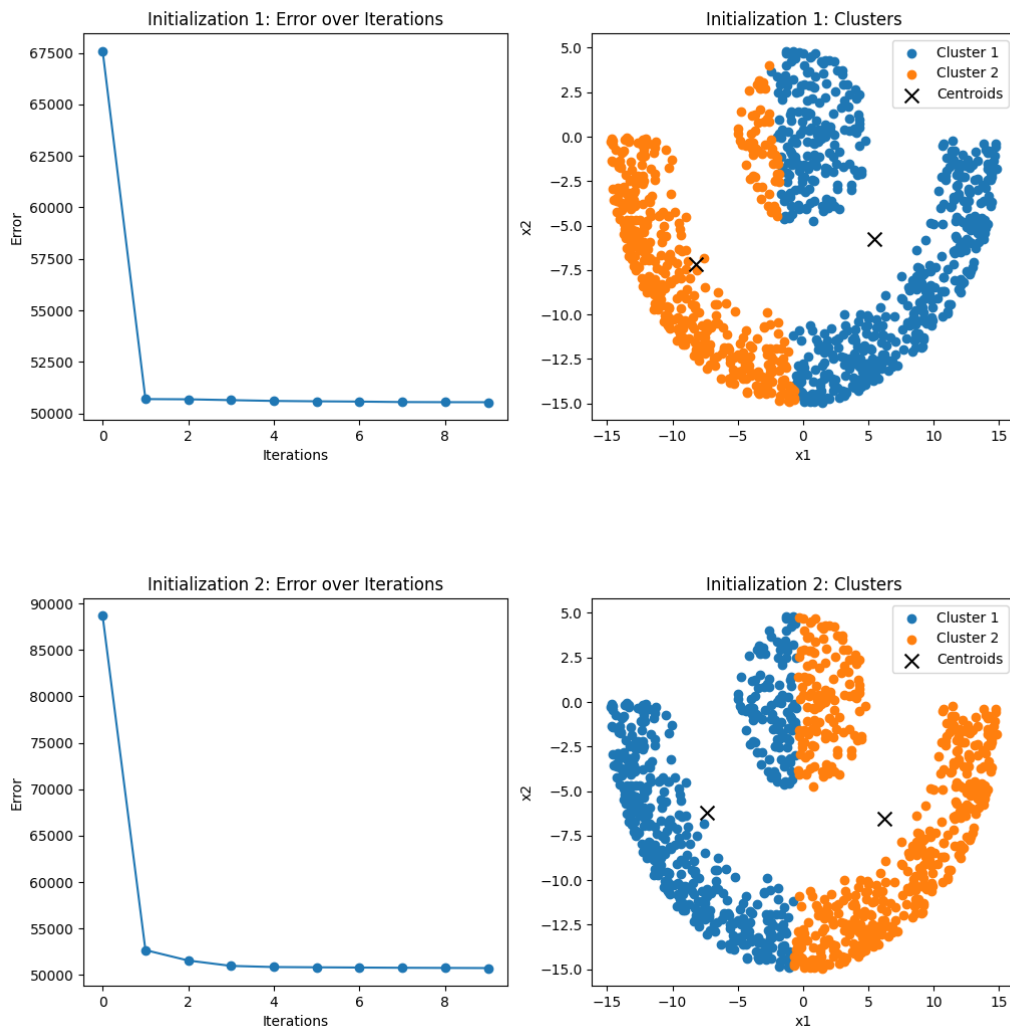 Initialization 1: Error over Iterations
Error
67500
65000
62500
60000
57500
55000
52500
50000
0 2 4 6 8
Iterations
Initialization 1: Clusters
Cluster 1
Cluster 2
Centroids
x2
5.0
2.5
0.0
−2.5
−5.0
−7.5
−10.0
−12.5
−15.0
−15 −10 −5 0 5 10 15
x1
Initialization 2: Error over Iterations
Error
90000
85000
80000
75000
70000
65000
60000
55000
50000
0 2 4 6 8
Iterations
Initialization 2: Clusters
Cluster 1
Cluster 2
Centroids
x2
5.0
2.5
0.0
−2.5
−5.0
−7.5
−10.0
−12.5
−15.0
−15 −10 −5 0 5 10 15
x1